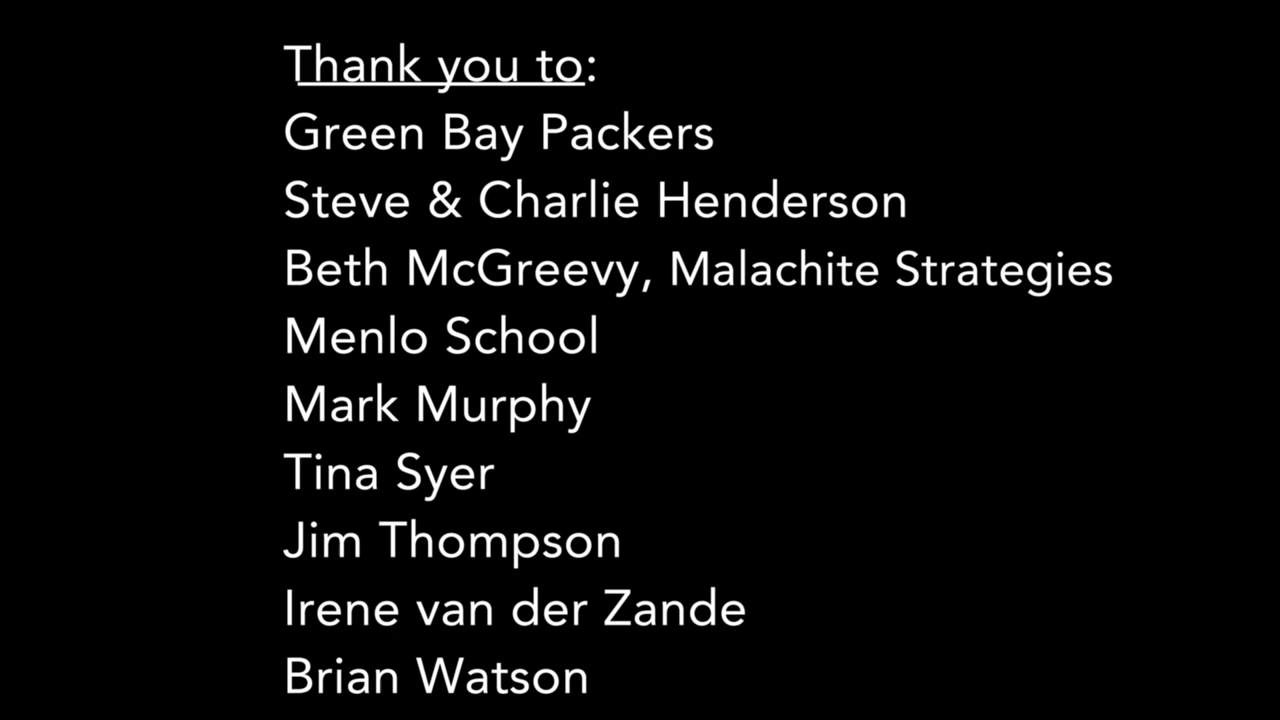 Thank you to:
Green Bay Packers
Steve & Charlie Henderson
Beth McGreevy, Malachite Strategies
Menlo School
Mark Murphy
Tina Syer
Jim Thompson
Irene van der Zande
Brian Watson